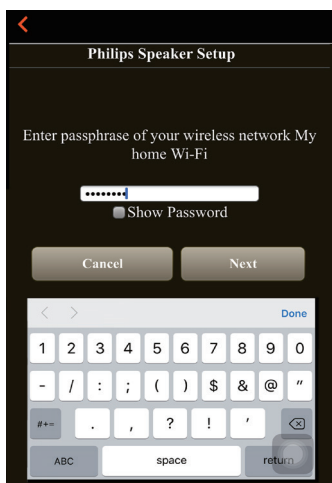 Philips Speaker Setup
Enter passphrase of your wireless network My
home Wi-Fi
••••••••
Show Password
Cancel Next
Done
1 2 3 4 5 6 7 8 9 0
- / : ; ( ) $ & @ "
#+= . , ? ! '
ABC space return